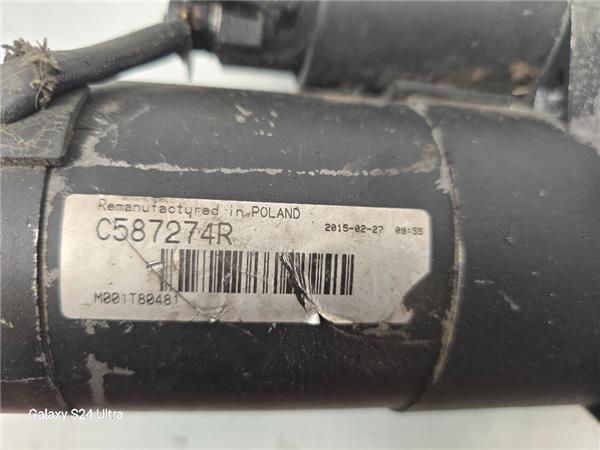 Remanufactured in POLAND
C587274R 2015-02-27 09:55
M001T80481
Galaxy S24 Ultra